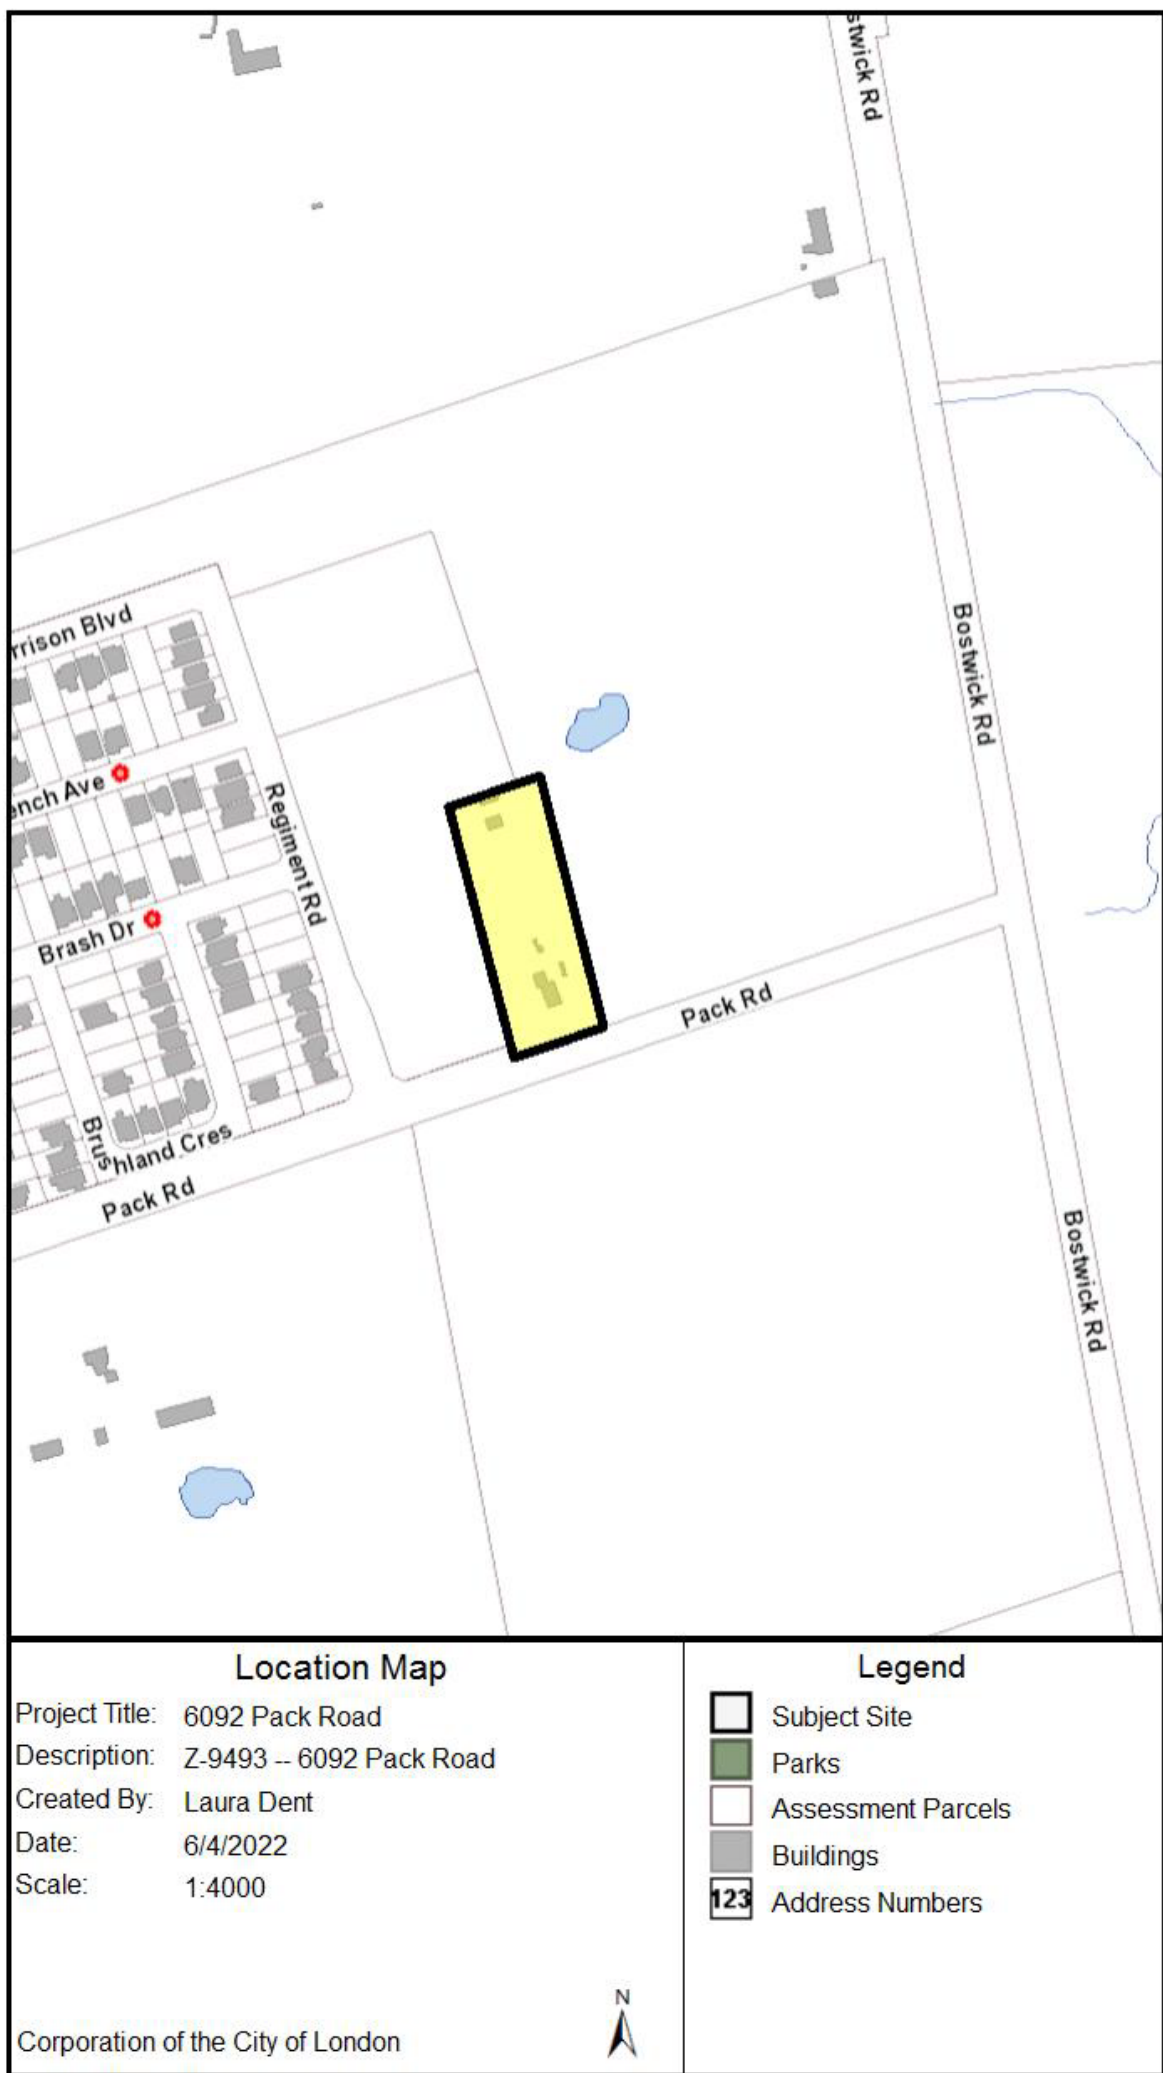 stwick Rd
rrison Blvd
Bostwick Rd
ench Ave
Regiment Rd
Brash Dr
Pack Rd
Brushland Cres
Pack Rd
Bostwick Rd
Location Map
Project Title: 6092 Pack Road
Description: Z-9493 -- 6092 Pack Road
Created By: Laura Dent
Date: 6/4/2022
Scale: 1:4000
N
Corporation of the City of London
Legend
Subject Site
Parks
Assessment Parcels
Buildings
123 Address Numbers